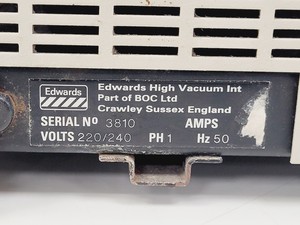 Edwards
Edwards High Vacuum Int
Part of BOC Ltd
Crawley Sussex England
SERIAL Nº 3810 AMPS
VOLTS 220/240 PH 1 Hz 50